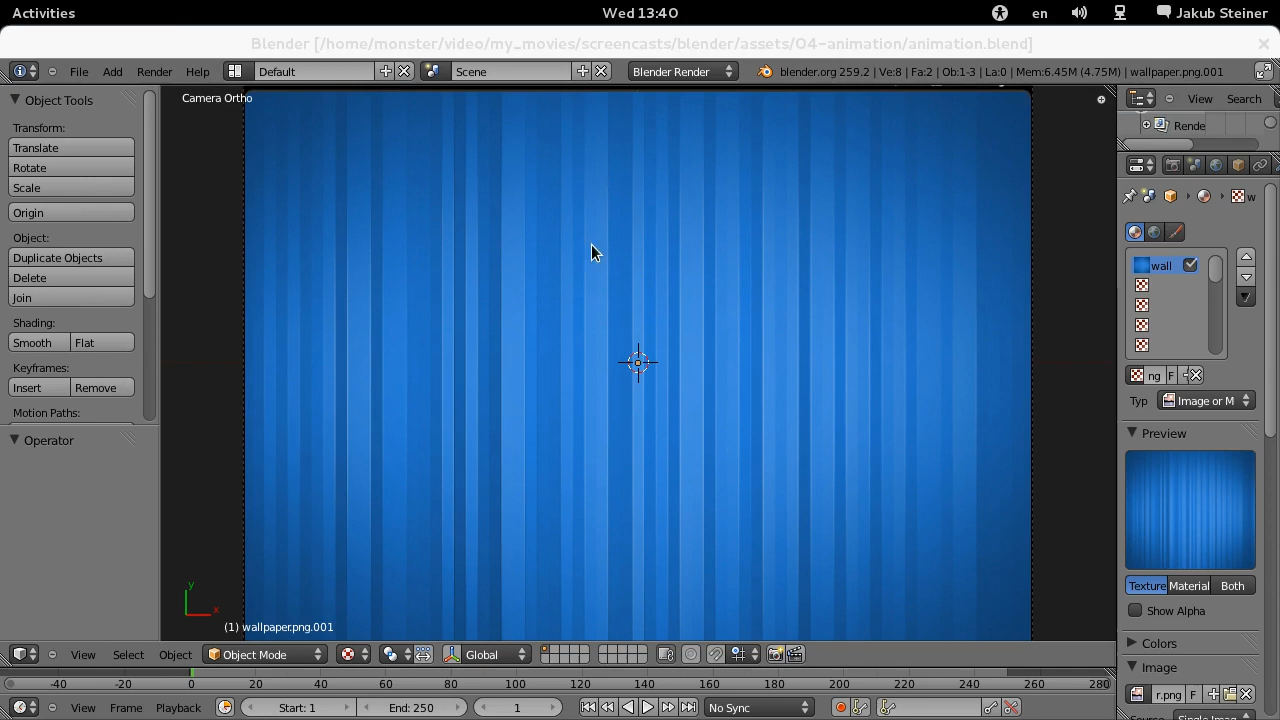 Activities Wed 13:40 en Jakub Steiner
Blender [/home/monster/video/my_movies/screencasts/blender/assets/04-animation/animation.blend]
File Add Render Help Default Scene Blender Render blender.org 259.2 | Ve:8 | Fa:2 | Ob:1-3 | La:0 | Mem:6.45M (4.75M) | wallpaper.png.001
Object Tools
Transform:
Translate
Rotate
Scale
Origin
Object:
Duplicate Objects
Delete
Join
Shading:
Smooth Flat
Keyframes:
Insert Remove
Motion Paths:
Operator
Camera Ortho
y
x
(1) wallpaper.png.001
View Search
Rende
w
wall
ng F
Typ Image or M
Preview
Texture Material Both
Show Alpha
Colors
Image
r.png F
View Select Object Object Mode Global
-40 -20 0 20 40 60 80 100 120 140 160 180 200 220 240 260 280
View Frame Playback Start: 1 End: 250 1 No Sync